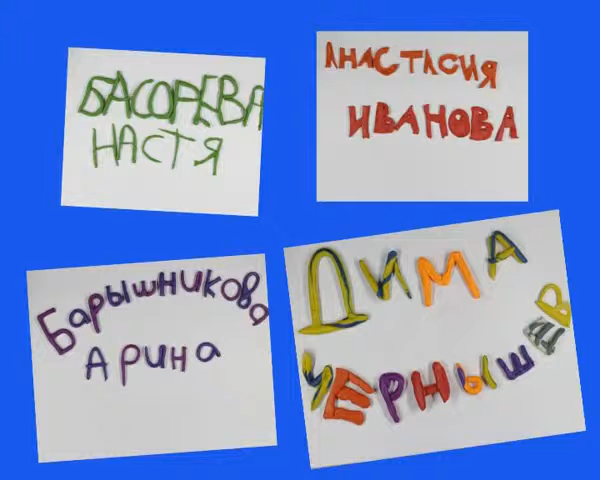 БАСОРЕВА
НАСТЯ
АНАСТАСИЯ
ИВАНОВА
Барышникова
Арина
ДИМА
ЧЕРНЫШЕВ